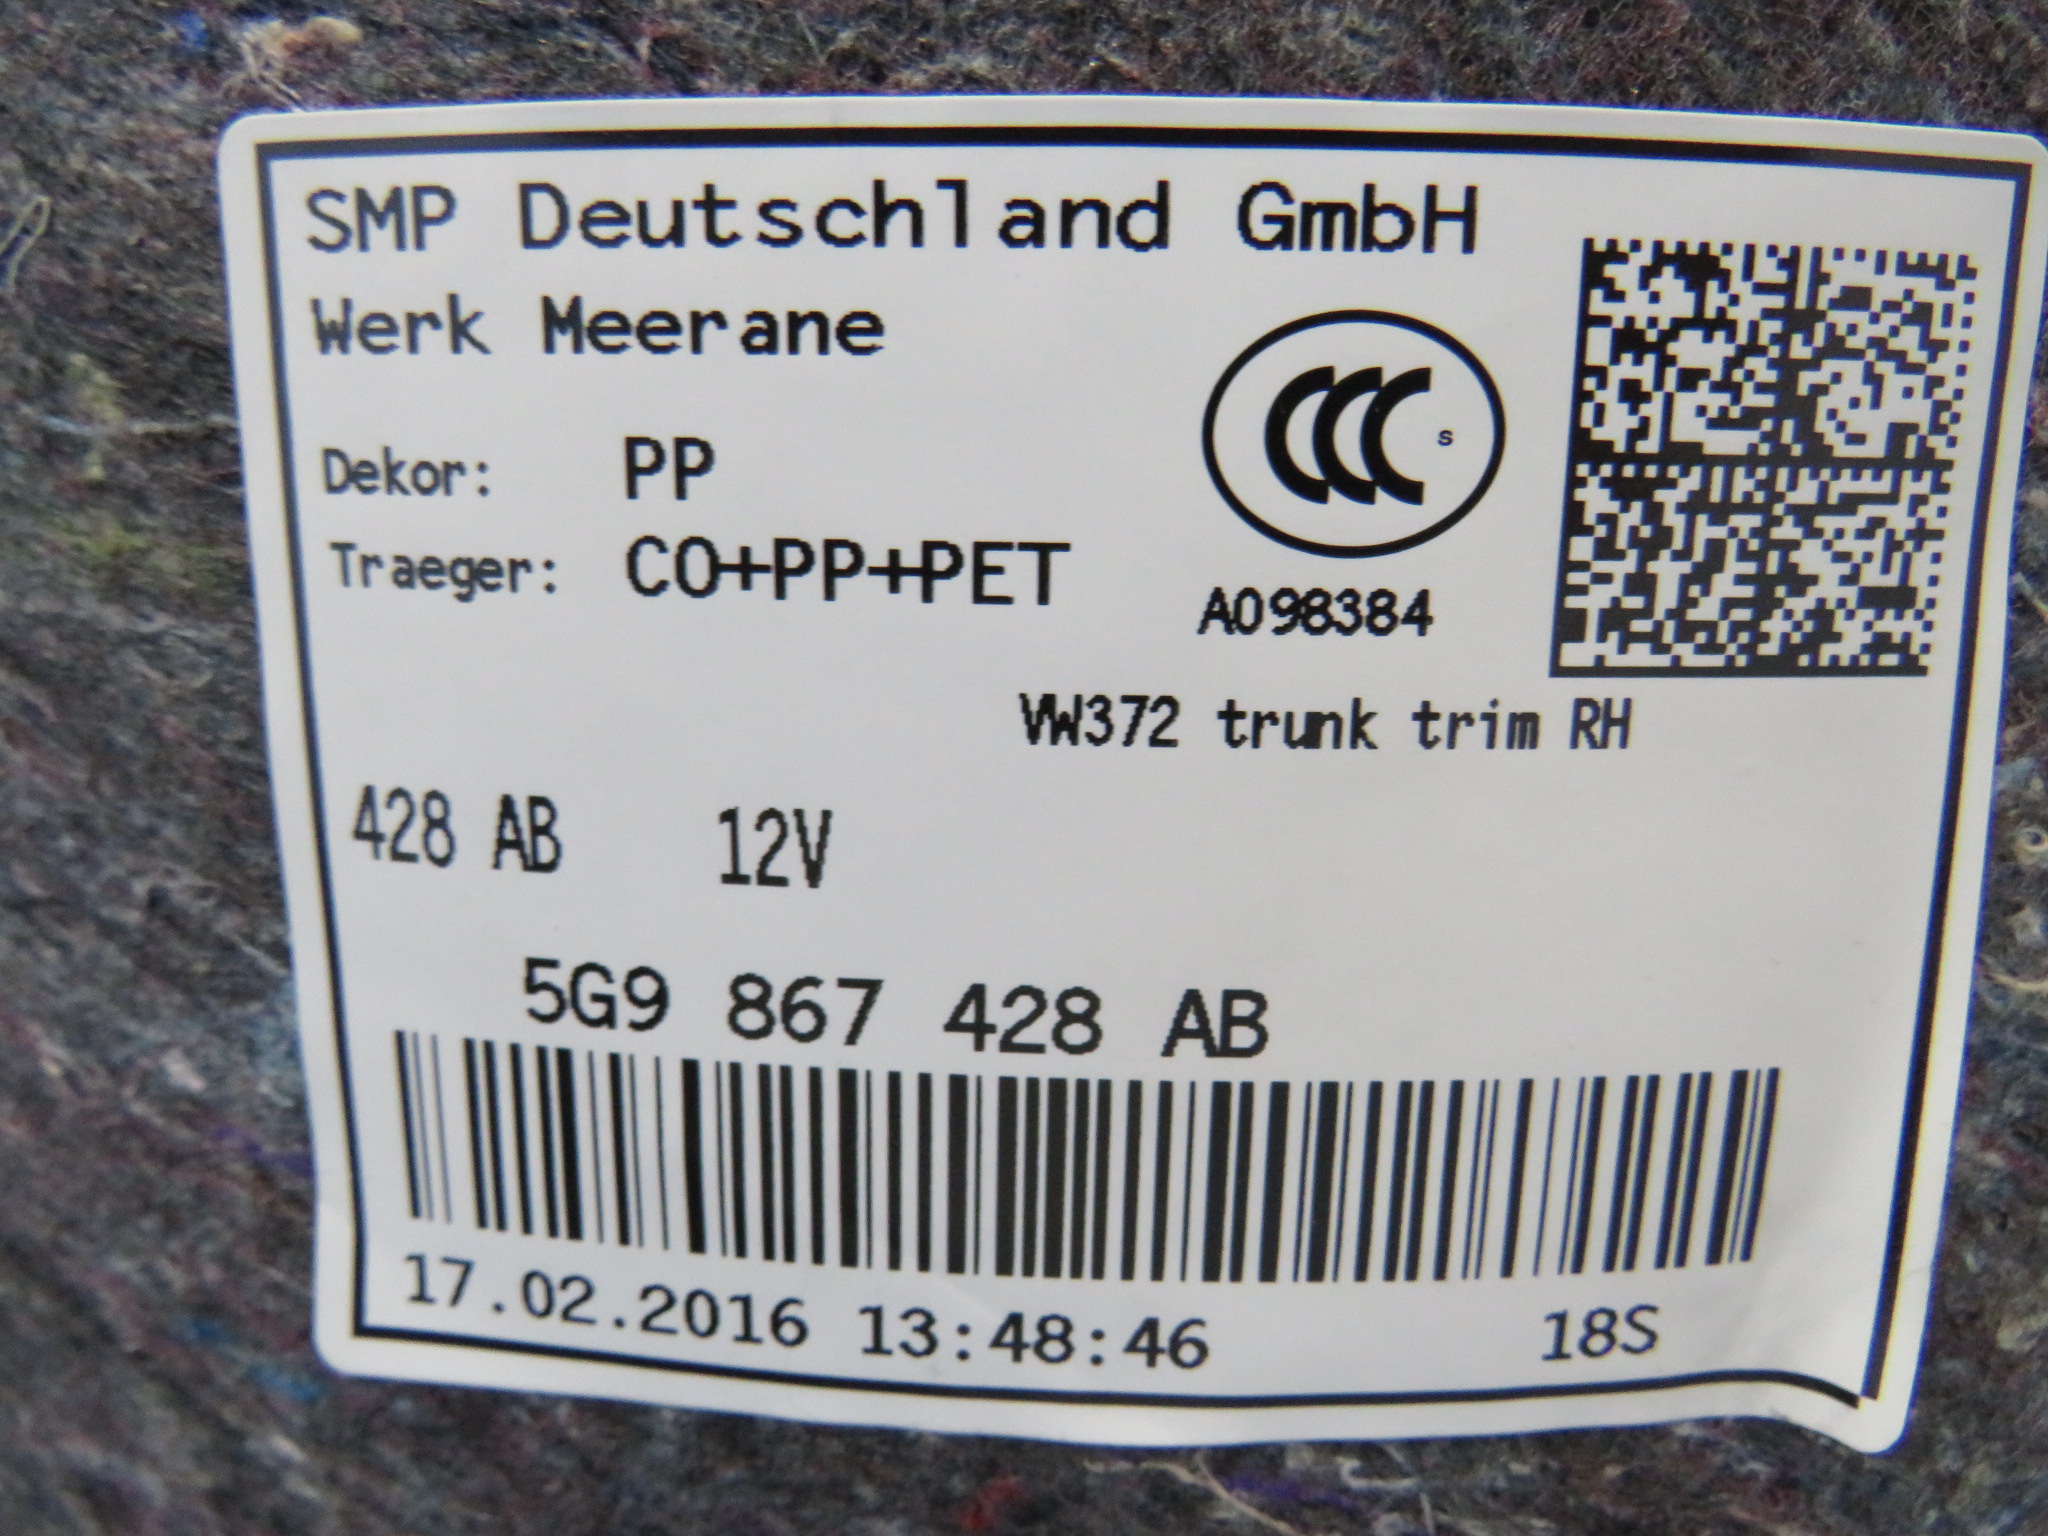 SMP Deutschland GmbH
Werk Meerane
CCC S
Dekor: PP
Traeger: CO+PP+PET
A098384
VW372 trunk trim RH
428 AB 12V
5G9 867 428 AB
17.02.2016 13:48:46 18S